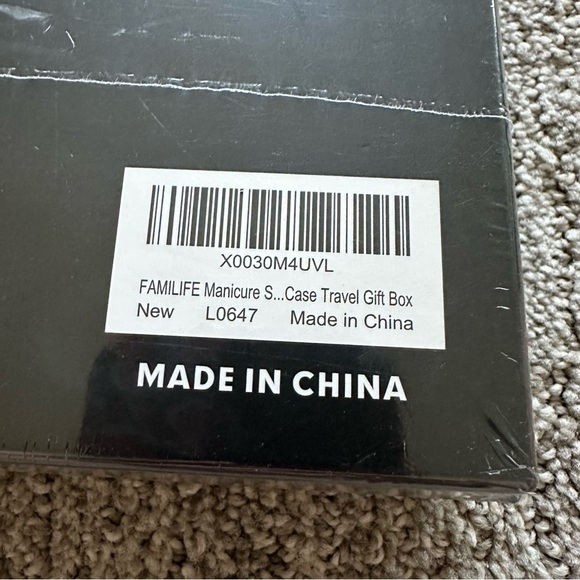 X0030M4UVL
FAMILIFE Manicure S...Case Travel Gift Box
New L0647 Made in China
MADE IN CHINA